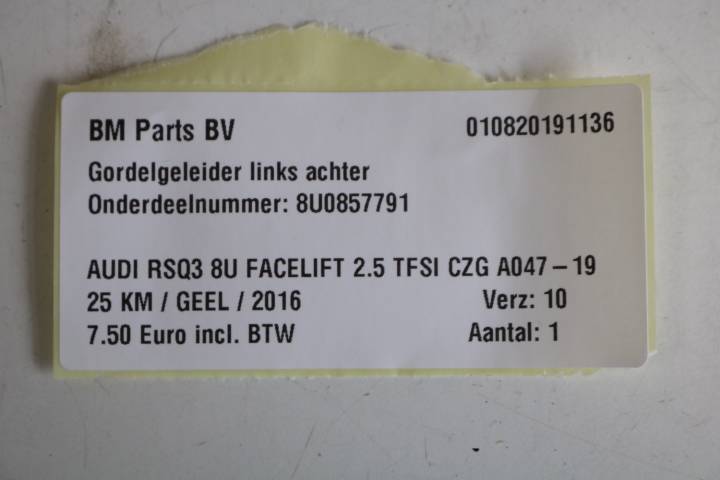 BM Parts BV 010820191136
Gordelgeleider links achter
Onderdeelnummer: 8U0857791
AUDI RSQ3 8U FACELIFT 2.5 TFSI CZG A047-19
25 KM / GEEL / 2016 Verz: 10
7.50 Euro incl. BTW Aantal: 1